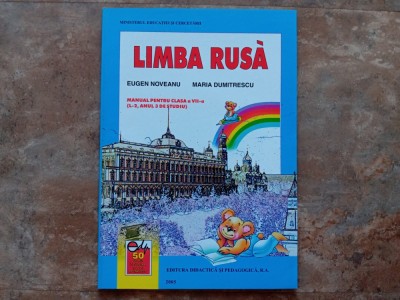 MINISTERUL EDUCAȚIEI ȘI CERCETĂRII
LIMBA RUSĂ
EUGEN NOVEANU MARIA DUMITRESCU
MANUAL PENTRU CLASA a VII-a
(L-2, ANUL 3 DE STUDIU)
50
EDITURA DIDACTICĂ ȘI PEDAGOGICĂ, R.A.